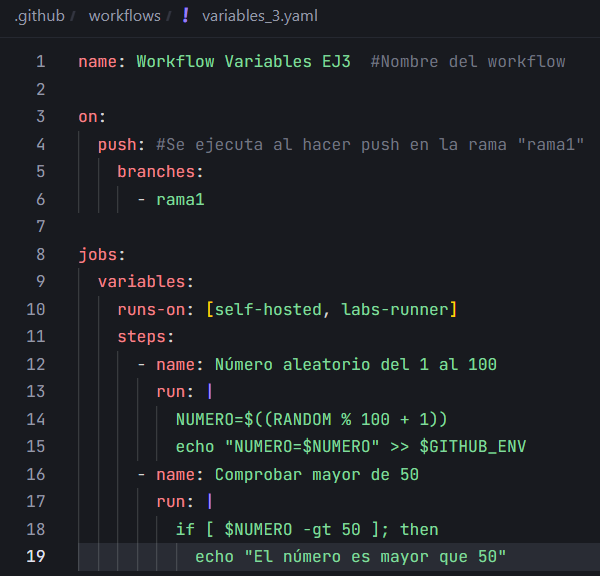 .github / workflows / ! variables_3.yaml
1 name: Workflow Variables EJ3  #Nombre del workflow
2
3 on:
4   push: #Se ejecuta al hacer push en la rama "rama1"
5     branches:
6       - rama1
7
8 jobs:
9   variables:
10     runs-on: [self-hosted, labs-runner]
11     steps:
12       - name: Número aleatorio del 1 al 100
13         run: |
14           NUMERO=$((RANDOM % 100 + 1))
15           echo "NUMERO=$NUMERO" >> $GITHUB_ENV
16       - name: Comprobar mayor de 50
17         run: |
18           if [ $NUMERO -gt 50 ]; then
19             echo "El número es mayor que 50"